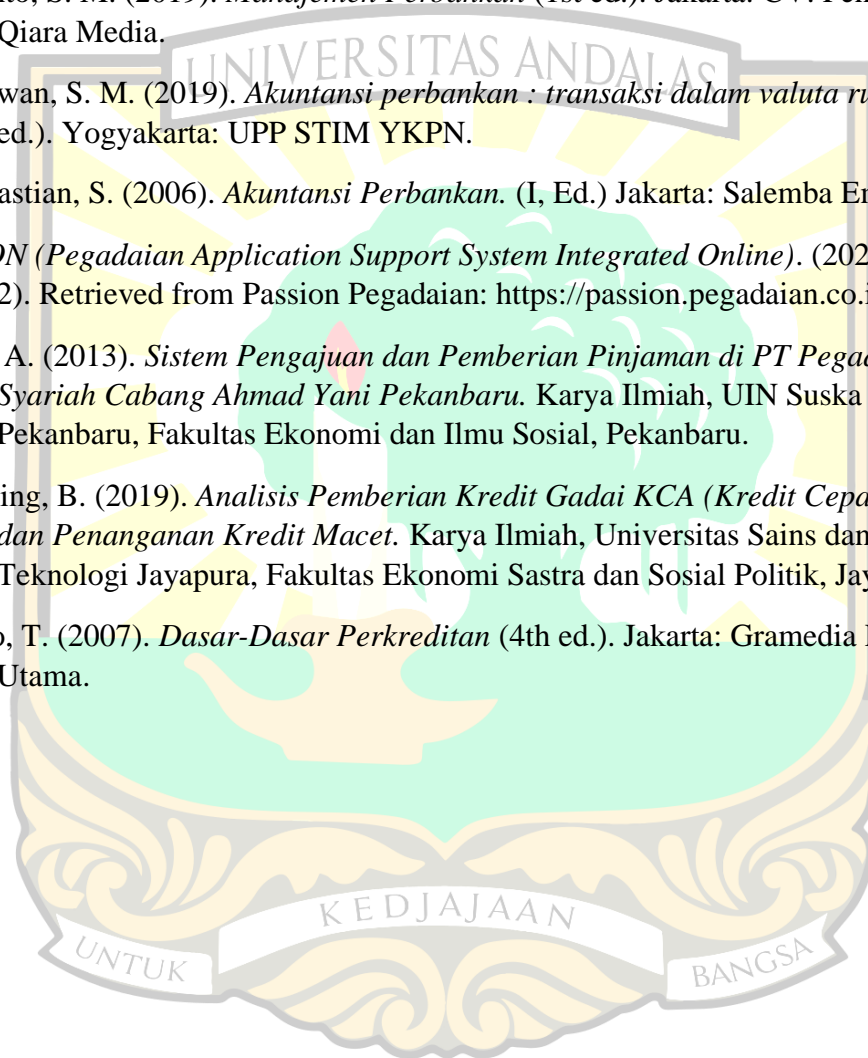 to, S. M. (2019). Manajemen Perbankan (1st ed.). Jakarta: CV. Pen
Qiara Media.
UNIVERSITAS ANDALAS
wan, S. M. (2019). Akuntansi perbankan : transaksi dalam valuta ru
ed.). Yogyakarta: UPP STIM YKPN.
astian, S. (2006). Akuntansi Perbankan. (I, Ed.) Jakarta: Salemba En
ON (Pegadaian Application Support System Integrated Online). (202
2). Retrieved from Passion Pegadaian: https://passion.pegadaian.co.i
A. (2013). Sistem Pengajuan dan Pemberian Pinjaman di PT Pegad
Syariah Cabang Ahmad Yani Pekanbaru. Karya Ilmiah, UIN Suska
Pekanbaru, Fakultas Ekonomi dan Ilmu Sosial, Pekanbaru.
ing, B. (2019). Analisis Pemberian Kredit Gadai KCA (Kredit Cepa
dan Penanganan Kredit Macet. Karya Ilmiah, Universitas Sains dan
Teknologi Jayapura, Fakultas Ekonomi Sastra dan Sosial Politik, Jay
o, T. (2007). Dasar-Dasar Perkreditan (4th ed.). Jakarta: Gramedia
Utama.
UNTUK KEDJAJAAN BANGSA